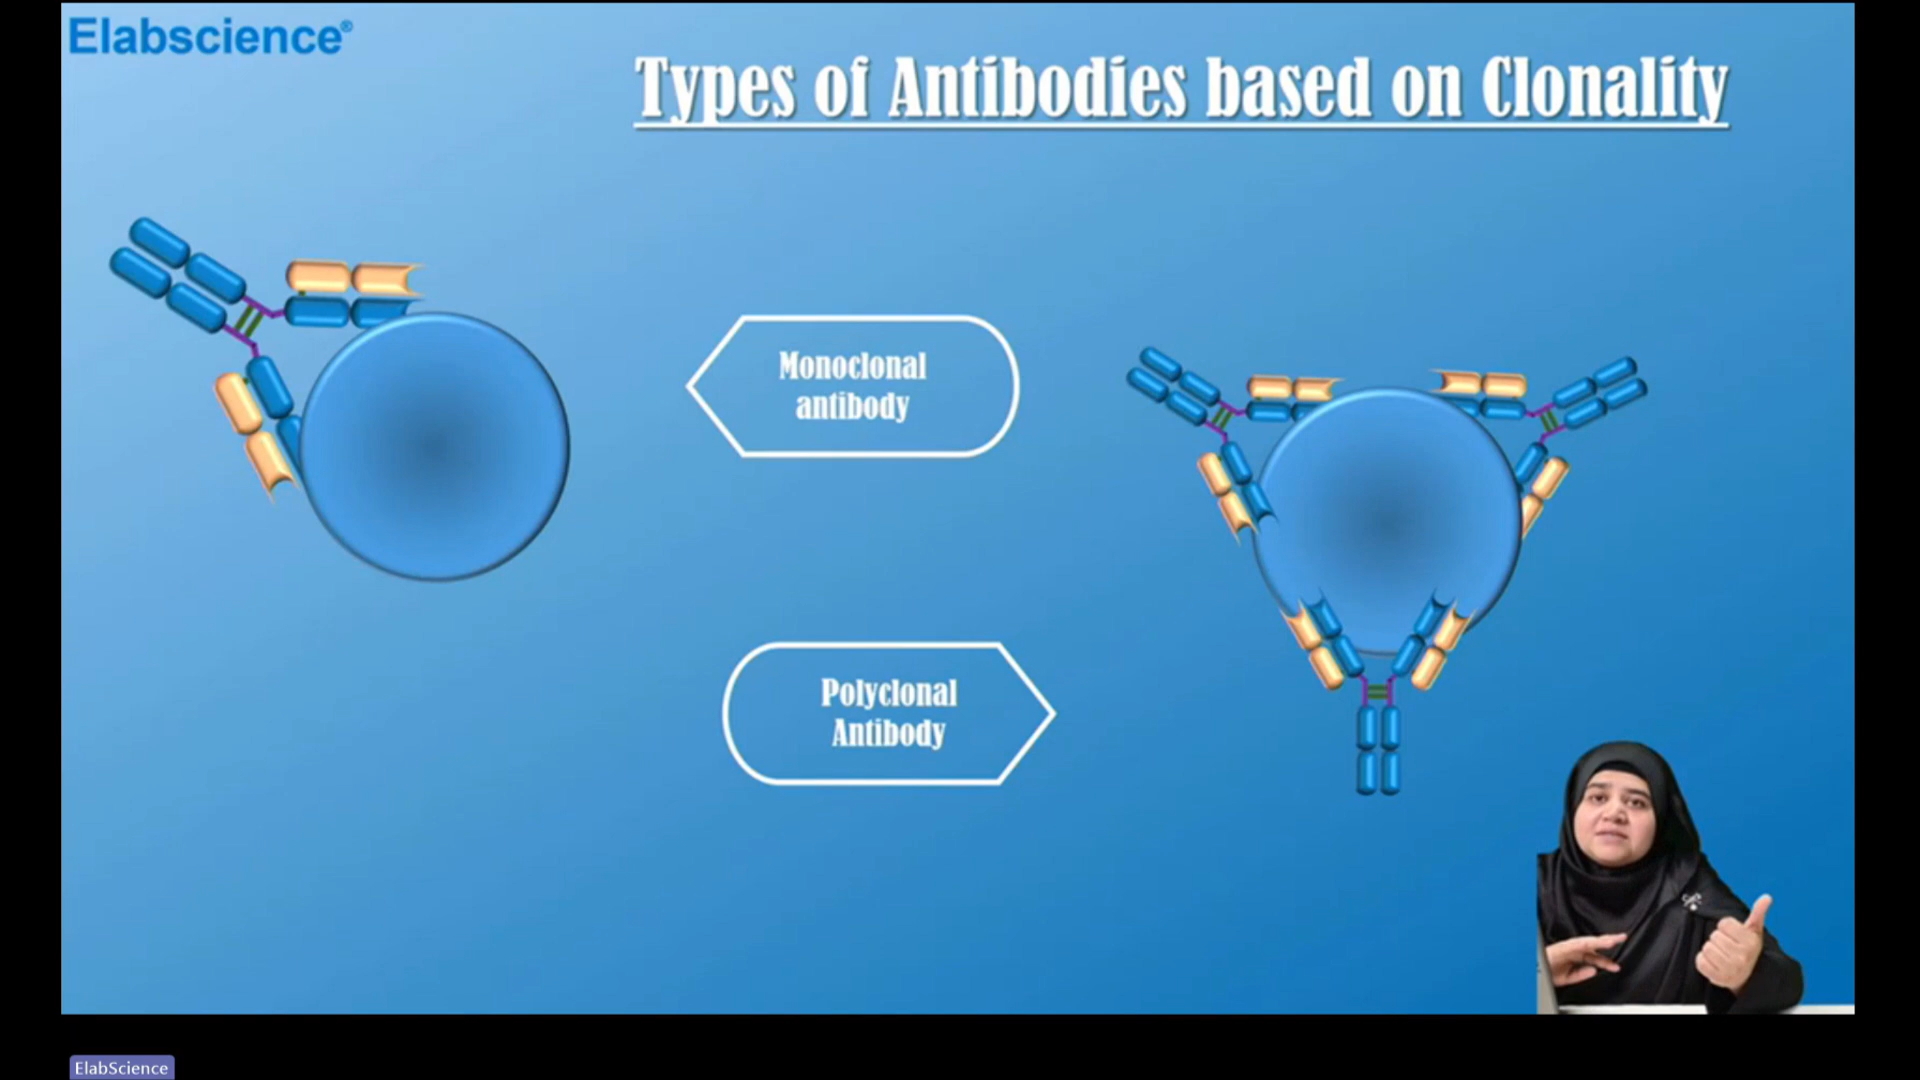 Elabscience®
Types of Antibodies based on Clonality
Monoclonal
antibody
Polyclonal
Antibody
ElabScience